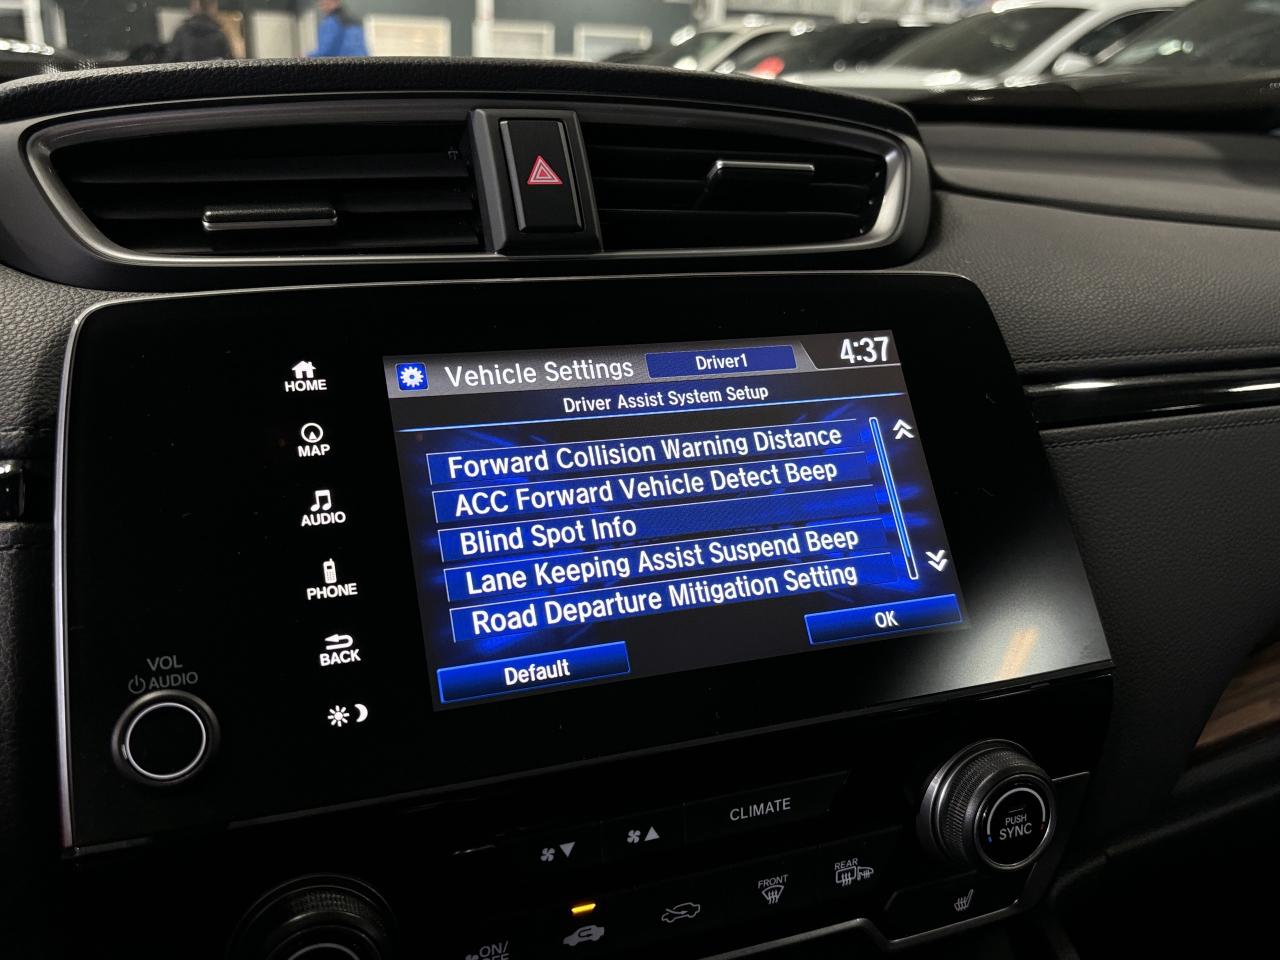 HOME
MAP
AUDIO
PHONE
BACK
VOL
AUDIO
Vehicle Settings
Driver1
4:37
Driver Assist System Setup
Forward Collision Warning Distance
ACC Forward Vehicle Detect Beep
Blind Spot Info
Lane Keeping Assist Suspend Beep
Road Departure Mitigation Setting
Default
OK
CLIMATE
PUSH
SYNC
FRONT
REAR
ON/